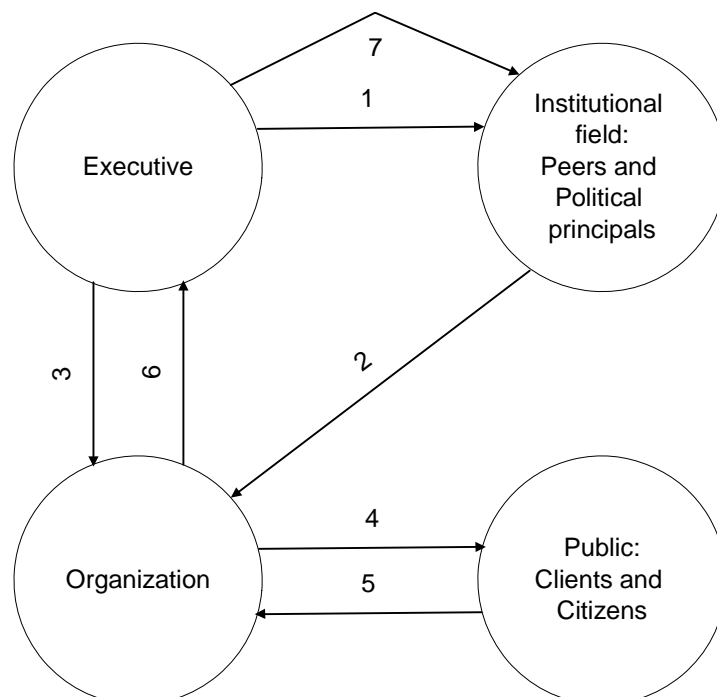 7
1
Executive
Institutional
field:
Peers and
Political
principals
3
6
2
4
Organization
5
Public:
Clients and
Citizens